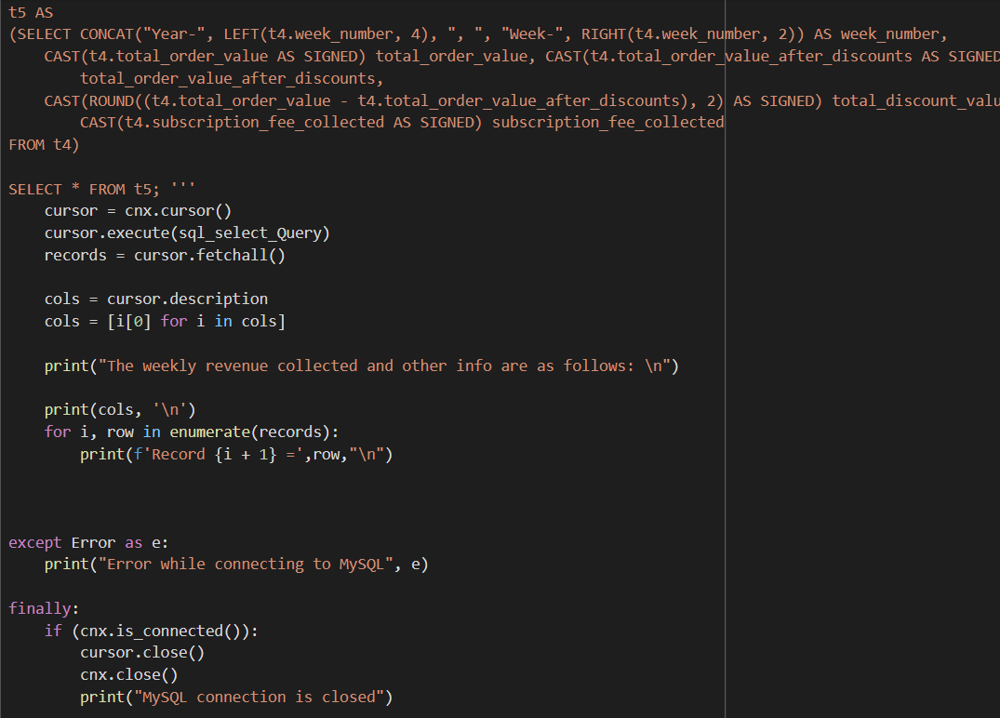 t5 AS
(SELECT CONCAT("Year-", LEFT(t4.week_number, 4), ", ", "Week-", RIGHT(t4.week_number, 2)) AS week_number,
    CAST(t4.total_order_value AS SIGNED) total_order_value, CAST(t4.total_order_value_after_discounts AS SIGNED
        total_order_value_after_discounts,
    CAST(ROUND((t4.total_order_value - t4.total_order_value_after_discounts), 2) AS SIGNED) total_discount_valu
        CAST(t4.subscription_fee_collected AS SIGNED) subscription_fee_collected
FROM t4)

SELECT * FROM t5; '''
    cursor = cnx.cursor()
    cursor.execute(sql_select_Query)
    records = cursor.fetchall()

    cols = cursor.description
    cols = [i[0] for i in cols]

    print("The weekly revenue collected and other info are as follows: \n")

    print(cols, '\n')
    for i, row in enumerate(records):
        print(f'Record {i + 1} =',row,"\n")

except Error as e:
    print("Error while connecting to MySQL", e)

finally:
    if (cnx.is_connected()):
        cursor.close()
        cnx.close()
        print("MySQL connection is closed")